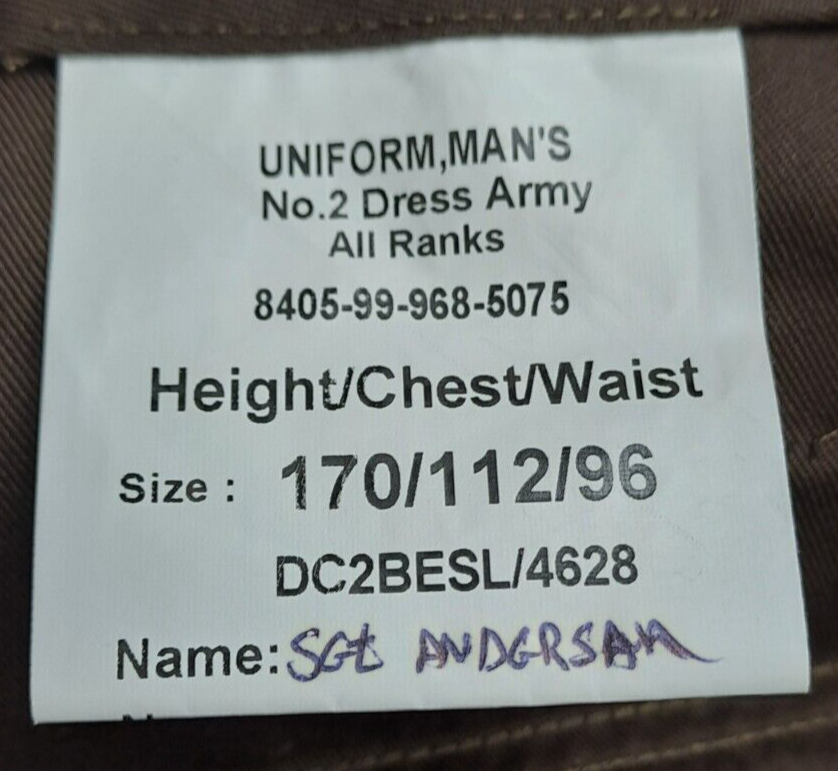 UNIFORM,MAN'S
No.2 Dress Army
All Ranks
8405-99-968-5075
Height/Chest/Waist
Size : 170/112/96
DC2BESL/4628
Name: Sgt